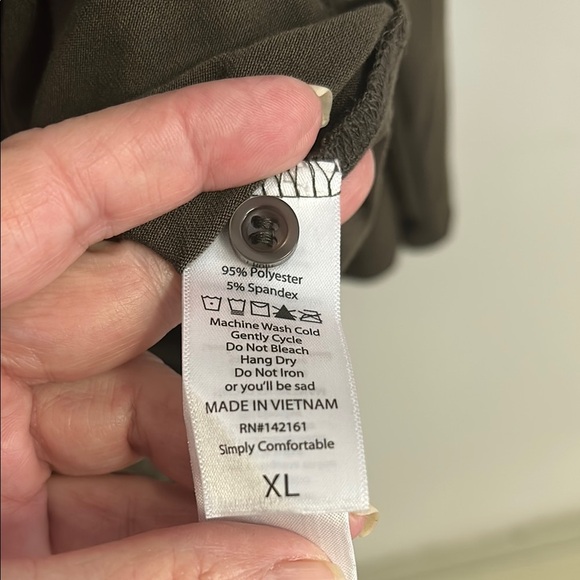 95% Polyester
5% Spandex
Machine Wash Cold
Gently Cycle
Do Not Bleach
Hang Dry
Do Not Iron
or you'll be sad
MADE IN VIETNAM
RN#142161
Simply Comfortable
XL